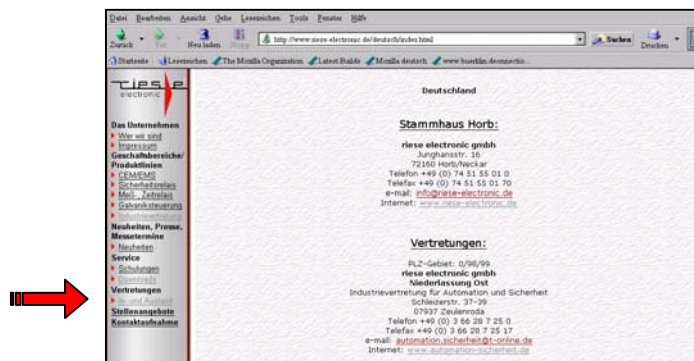 Datei Bearbeiten Ansicht Gehe Lesezeichen Tools Fenster Hilfe
Zurück Vor Neu laden Stopp http://www.riese-electronic.de/deutsch/index.html Suchen Drucken
Startseite Lesezeichen The Mozilla Organization Latest Builds Mozilla deutsch
riese
electronic
Das Unternehmen
Wer wir sind
Impressum
Geschäftsbereiche/
Produktlinien
CEM/EMS
Sicherheitsrelais
Meß-, Zeitrelais
Galvaniksteuerung
Industrievertretung
Neuheiten, Presse,
Messetermine
Neuheiten
Service
Schulungen
Downloads
Vertretungen
In- und Ausland
Stellenangebote
Kontaktaufnahme
Deutschland
Stammhaus Horb:
riese electronic gmbh
Junghansstr. 16
72160 Horb/Neckar
Telefon +49 (0) 74 51 55 01 0
Telefax +49 (0) 74 51 55 01 70
e-mail: info@riese-electronic.de
Internet: www.riese-electronic.de
Vertretungen:
PLZ-Gebiet: 0/98/99
riese electronic gmbh
Niederlassung Ost
Industrievertretung für Automation und Sicherheit
Schleizerstr. 37-39
07937 Zeulenroda
Telefon +49 (0) 3 66 28 7 25 0
Telefax +49 (0) 3 66 28 7 25 17
e-mail: automation.sicherheit@t-online.de
Internet: www.automation-sicherheit.de